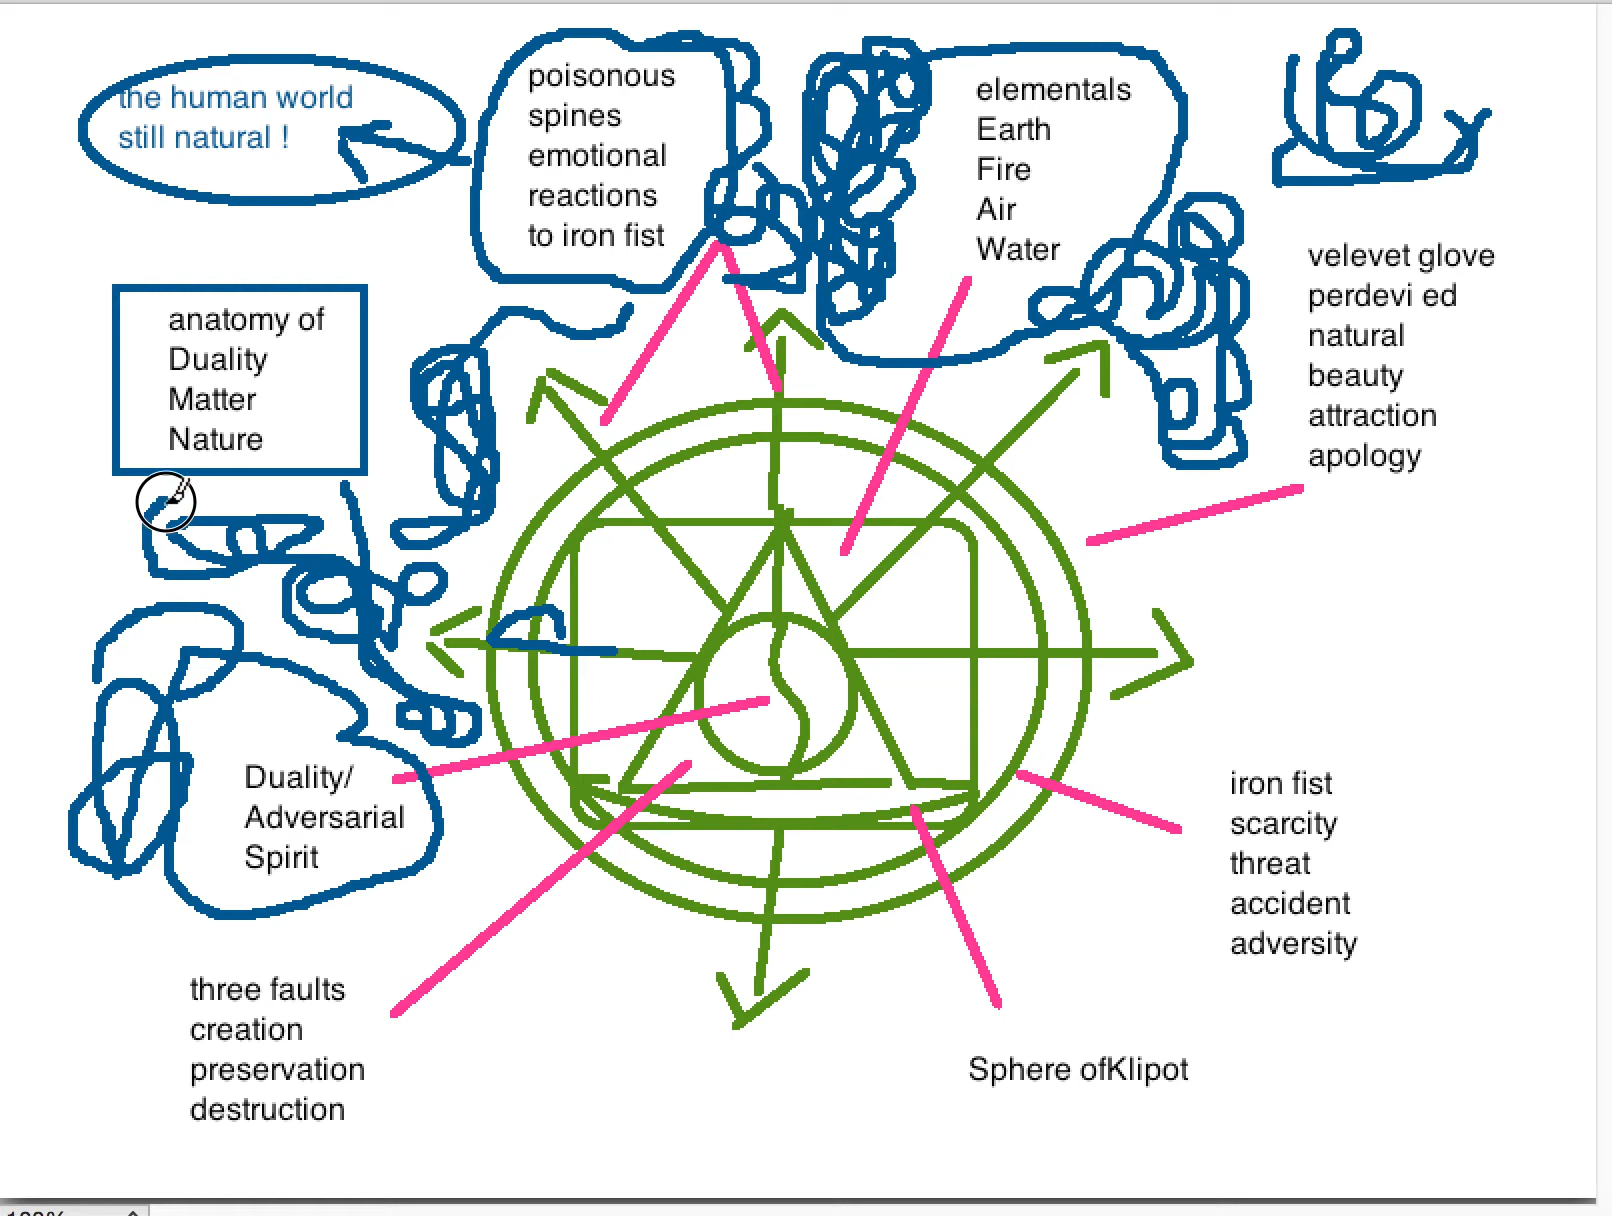 the human world
still natural !
poisonous
spines
emotional
reactions
to iron fist
elementals
Earth
Fire
Air
Water
velevet glove
perdevi ed
natural
beauty
attraction
apology
anatomy of
Duality
Matter
Nature
Duality/
Adversarial
Spirit
iron fist
scarcity
threat
accident
adversity
three faults
creation
preservation
destruction
Sphere ofKlipot